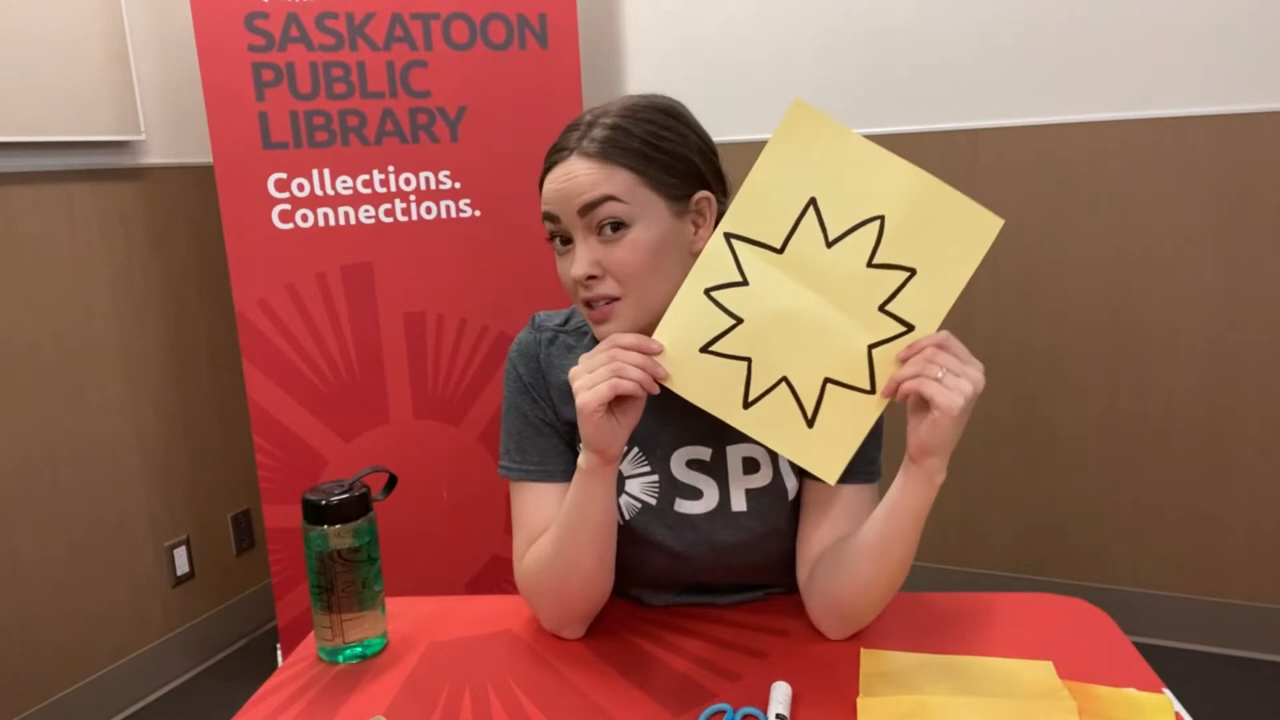 SASKATOON
PUBLIC
LIBRARY
Collections.
Connections.
SPL